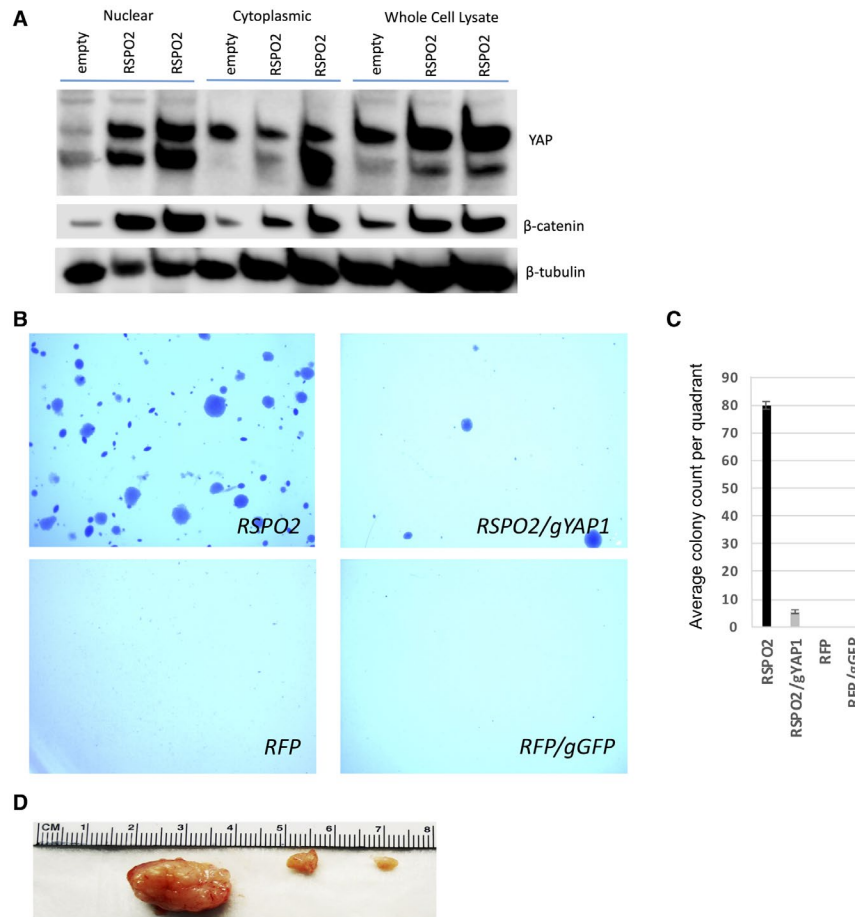 A
Nuclear Cytoplasmic Whole Cell Lysate
empty RSPO2 RSPO2 empty RSPO2 RSPO2 empty RSPO2 RSPO2
YAP
β-catenin
β-tubulin
B
RSPO2
RSPO2/gYAP1
RFP
RFP/gGFP
C
Average colony count per quadrant
90
80
70
60
50
40
30
20
10
0
RSPO2
RSPO2/gYAP1
RFP
RFP/gGFP
D
CM 1 2 3 4 5 6 7 8